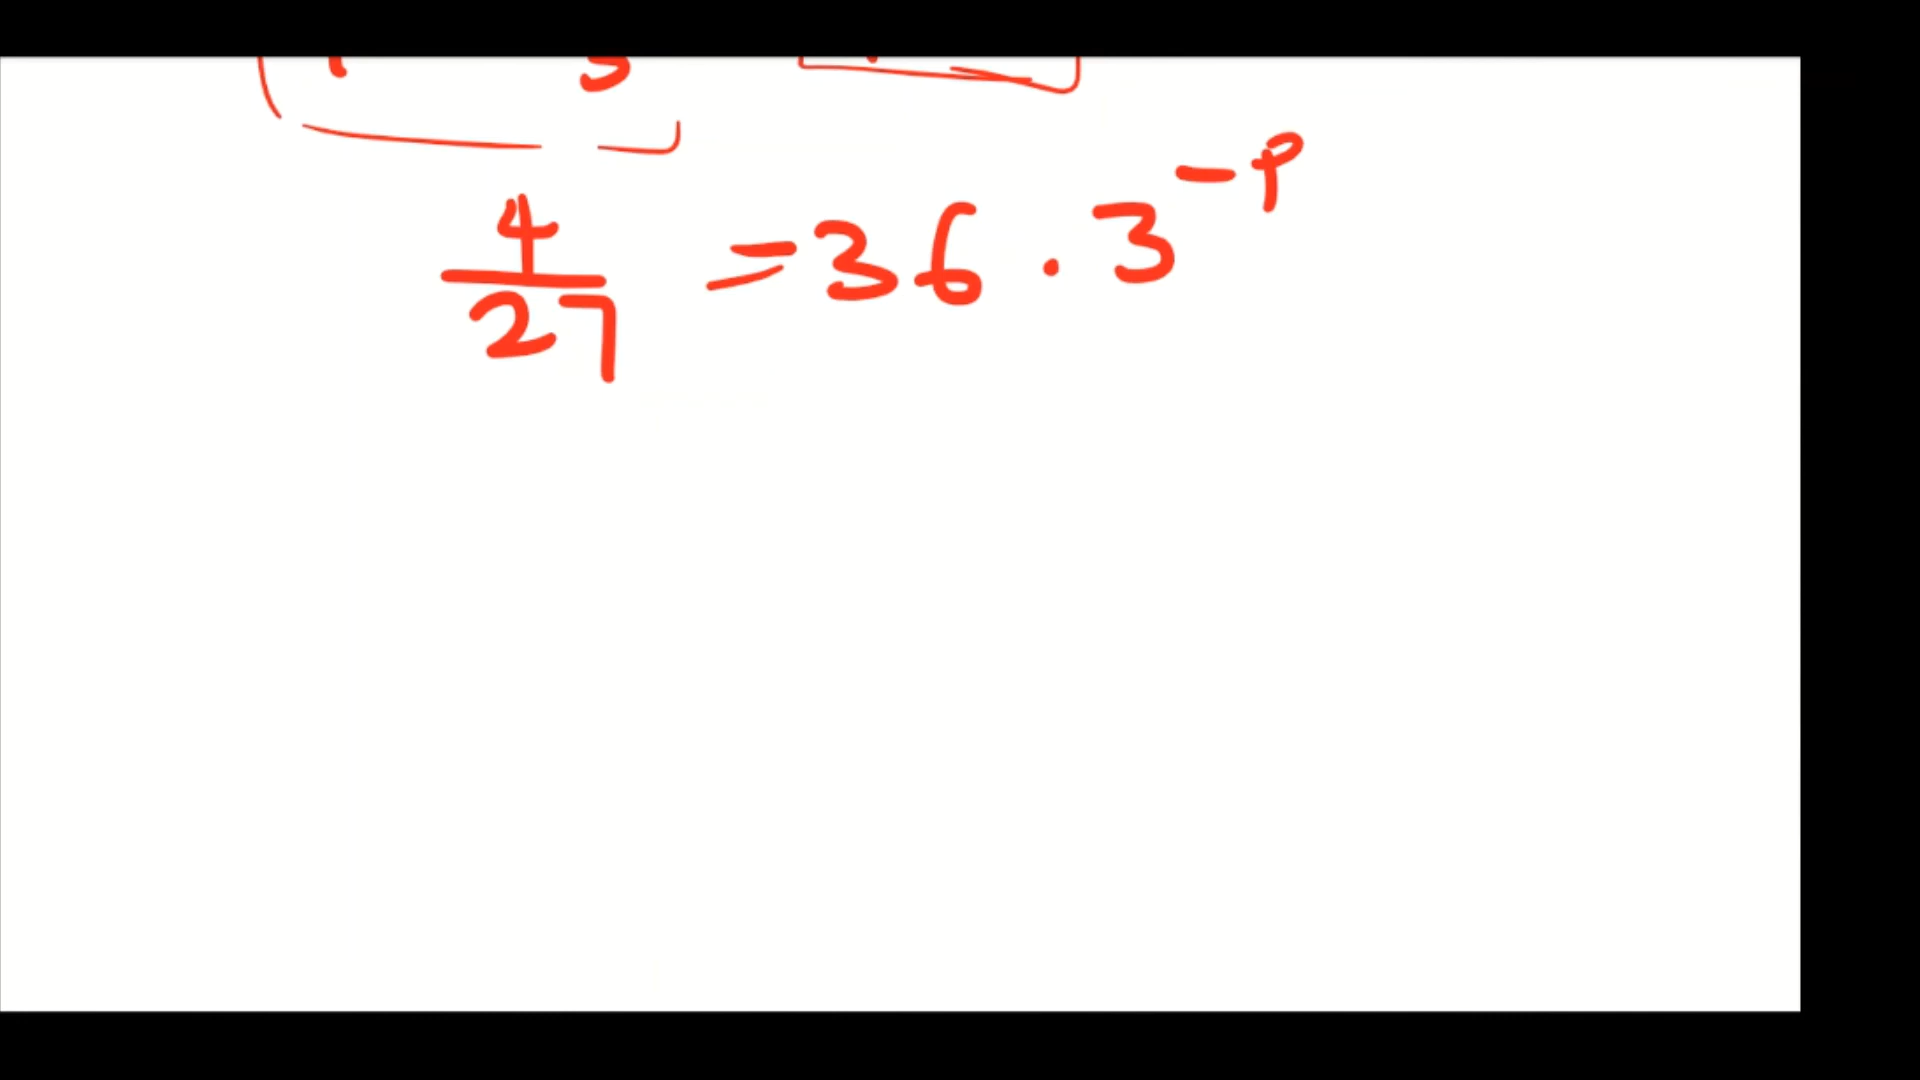 4/27 = 36 . 3^-p